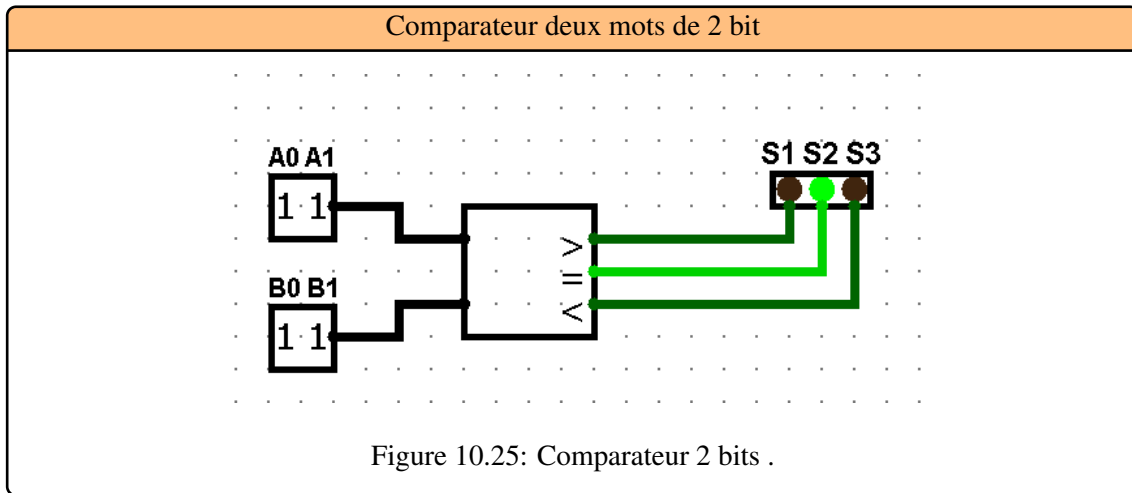 Comparateur deux mots de 2 bit
A0 A1
S1 S2 S3
1 1
>
=
<
B0 B1
1 1
Figure 10.25: Comparateur 2 bits .